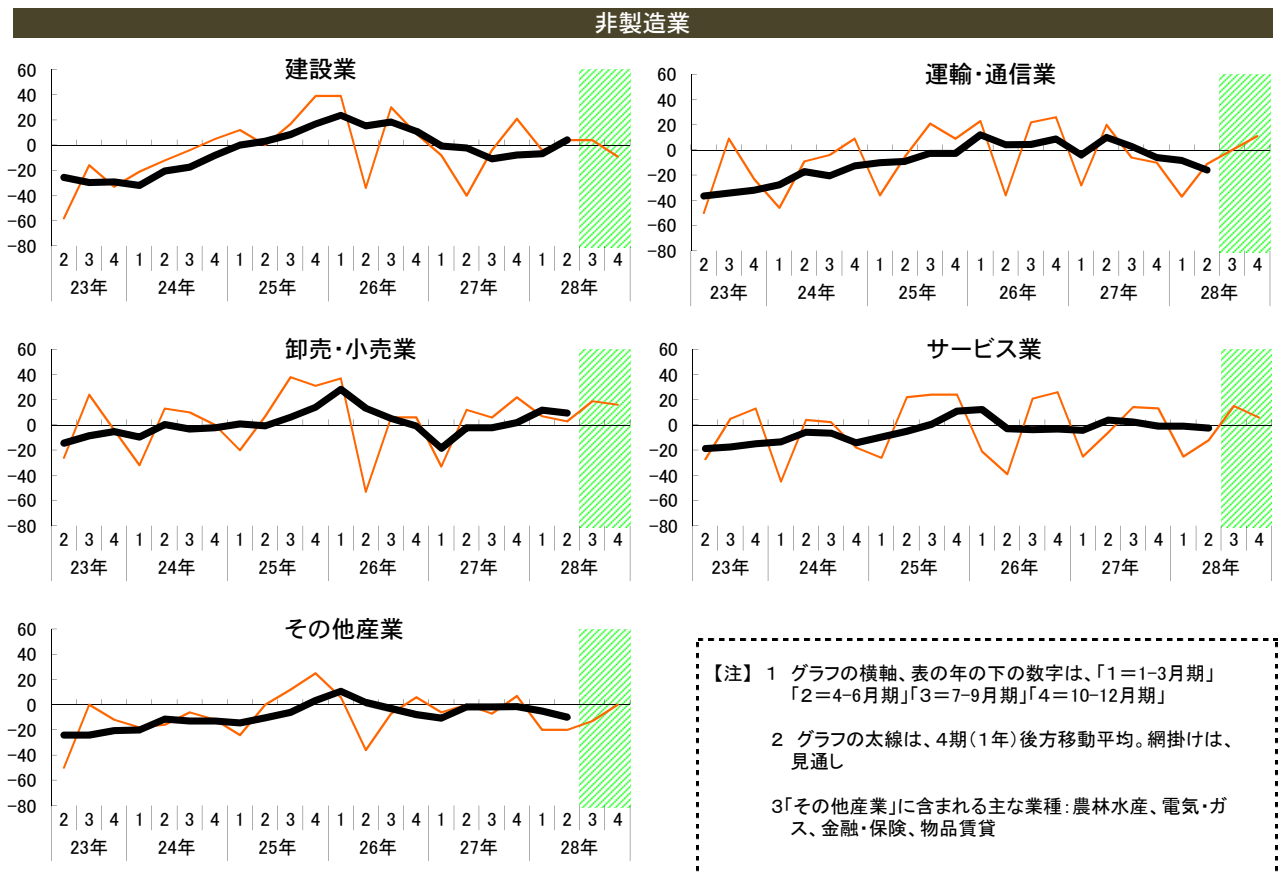 非製造業
建設業
60
40
20
0
-20
-40
-60
-80
2 3 4 1 2 3 4 1 2 3 4 1 2 3 4 1 2 3 4 1 2 3 4
23年 24年 25年 26年 27年 28年
運輸・通信業
60
40
20
0
-20
-40
-60
-80
2 3 4 1 2 3 4 1 2 3 4 1 2 3 4 1 2 3 4 1 2 3 4
23年 24年 25年 26年 27年 28年
卸売・小売業
60
40
20
0
-20
-40
-60
-80
2 3 4 1 2 3 4 1 2 3 4 1 2 3 4 1 2 3 4 1 2 3 4
23年 24年 25年 26年 27年 28年
サービス業
60
40
20
0
-20
-40
-60
-80
2 3 4 1 2 3 4 1 2 3 4 1 2 3 4 1 2 3 4 1 2 3 4
23年 24年 25年 26年 27年 28年
その他産業
60
40
20
0
-20
-40
-60
-80
2 3 4 1 2 3 4 1 2 3 4 1 2 3 4 1 2 3 4 1 2 3 4
23年 24年 25年 26年 27年 28年
【注】 1 グラフの横軸、表の年の下の数字は、「1=1-3月期」
「2=4-6月期」「3=7-9月期」「4=10-12月期」
2 グラフの太線は、4期(1年)後方移動平均。網掛けは、
見通し
3「その他産業」に含まれる主な業種:農林水産、電気・ガ
ス、金融・保険、物品賃貸